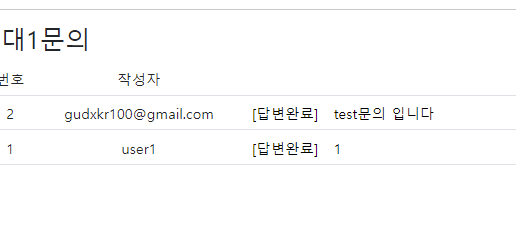 대1문의
번호 작성자
2 gudxkr100@gmail.com [답변완료] test문의 입니다
1 user1 [답변완료] 1